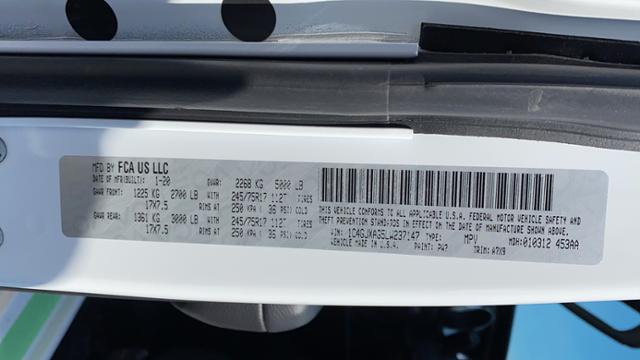 MFD BY FCA US LLC
DATE OF MFR(BUILT): 1-20 GVWR: 2268 KG 5000 LB
GAWR FRONT: 1225 KG 2700 LB WITH 245/75R17 112T TIRES
17X7.5 RIMS AT 250 KPA ( 36 PSI) COLD
GAWR REAR: 1361 KG 3000 LB WITH 245/75R17 112T TIRES
17X7.5 RIMS AT 250 KPA ( 36 PSI) COLD
THIS VEHICLE CONFORMS TO ALL APPLICABLE U.S.A. FEDERAL MOTOR VEHICLE SAFETY AND
THEFT PREVENTION STANDARDS IN EFFECT ON THE DATE OF MANUFACTURE SHOWN ABOVE
VIN: 1C4GJXA35LW237147 TYPE: MPV MDH: 010312 453AA
MADE IN U.S. PAINT: PW7 TRIM: A7X9